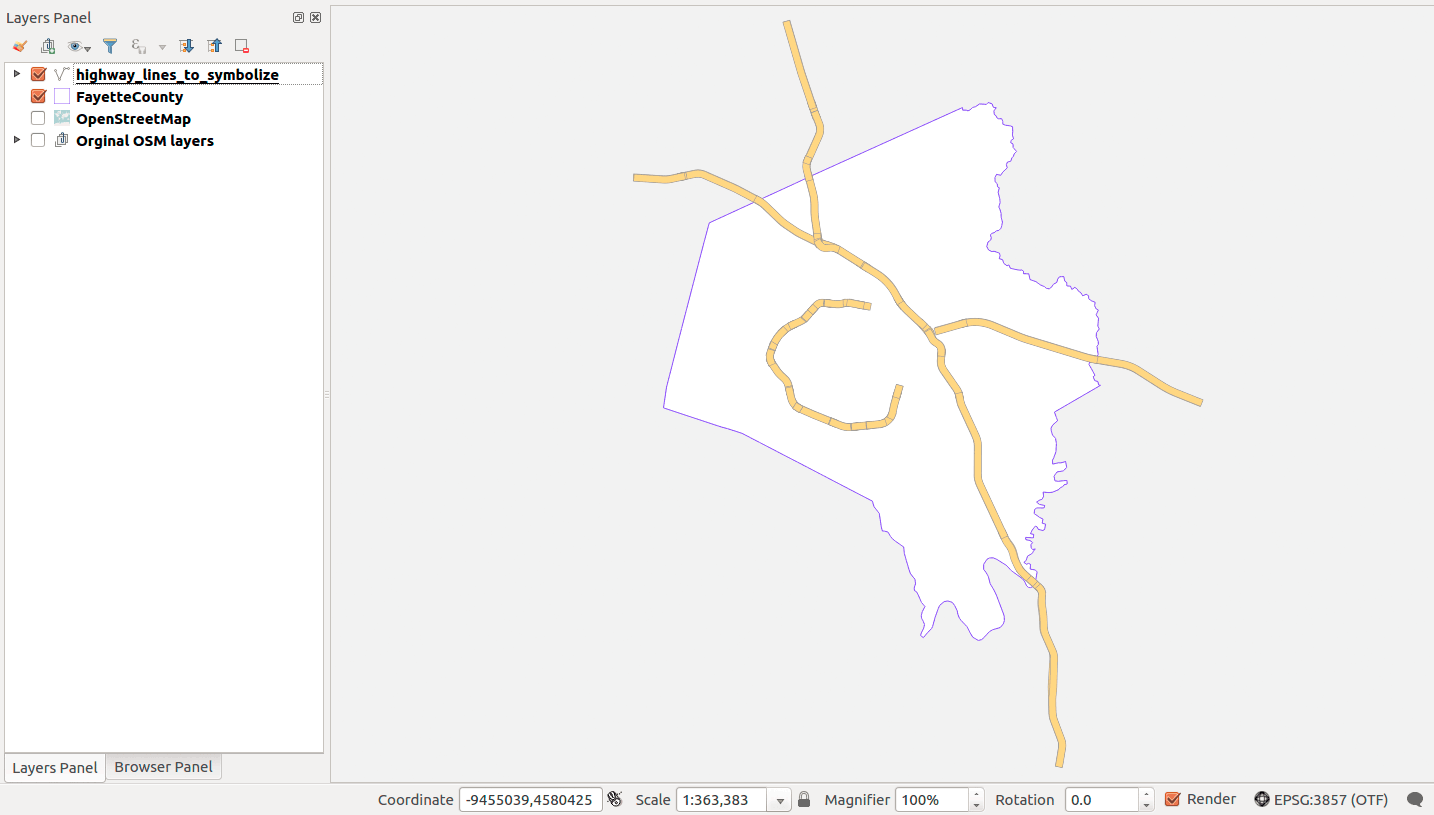 Layers Panel
highway_lines_to_symbolize
FayetteCounty
OpenStreetMap
Orginal OSM layers
Layers Panel Browser Panel
Coordinate -9455039,4580425 Scale 1:363,383 Magnifier 100% Rotation 0.0 Render EPSG:3857 (OTF)